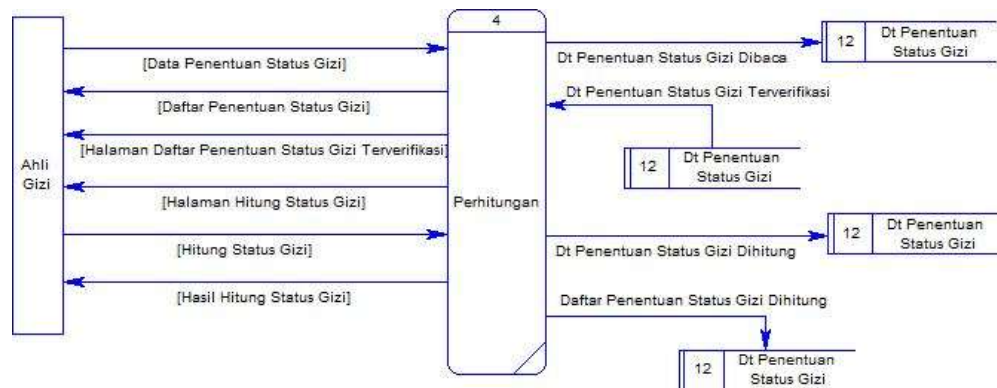 4
Ahli
Gizi
[Data Penentuan Status Gizi]
[Daftar Penentuan Status Gizi]
[Halaman Daftar Penentuan Status Gizi Terverifikasi]
[Halaman Hitung Status Gizi]
[Hitung Status Gizi]
[Hasil Hitung Status Gizi]
Perhitungan
Dt Penentuan Status Gizi Dibaca
12
Dt Penentuan
Status Gizi
Dt Penentuan Status Gizi Terverifikasi
12
Dt Penentuan
Status Gizi
Dt Penentuan Status Gizi Dihitung
12
Dt Penentuan
Status Gizi
Daftar Penentuan Status Gizi Dihitung
12
Dt Penentuan
Status Gizi